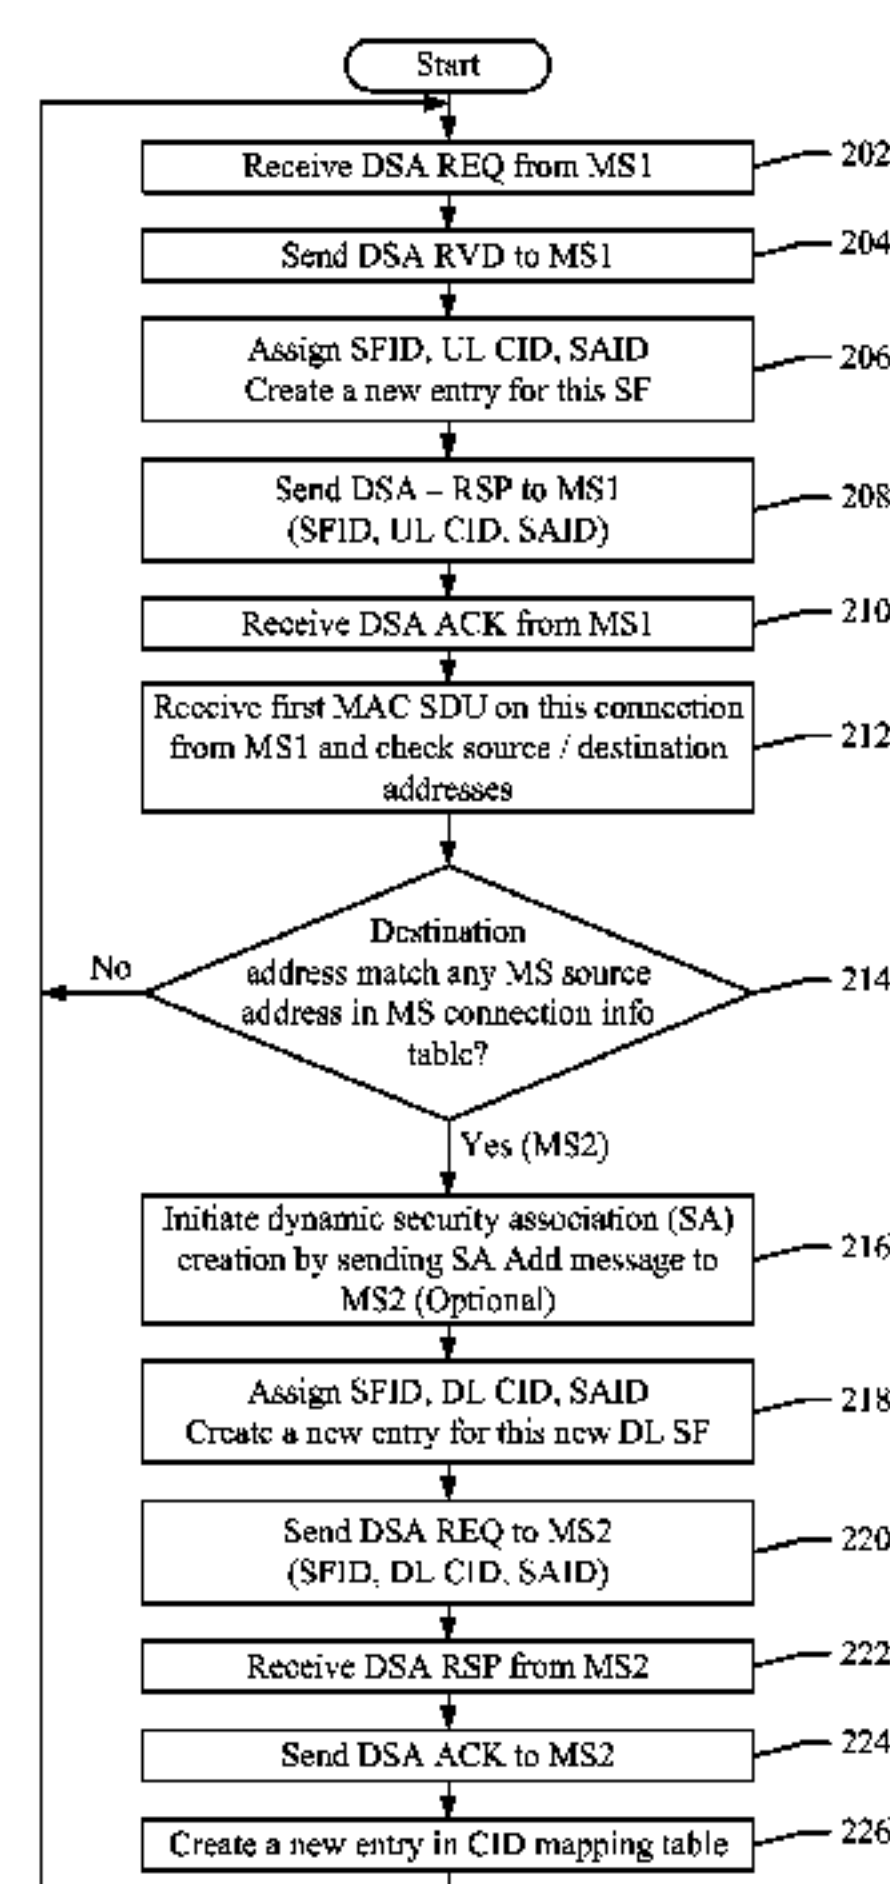 Start
Receive DSA REQ from MS1
202
Send DSA RVD to MS1
204
Assign SFID, UL CID, SAID
Create a new entry for this SF
206
Send DSA – RSP to MS1
(SFID, UL CID, SAID)
208
Receive DSA ACK from MS1
210
Receive first MAC SDU on this connection
from MS1 and check source / destination
addresses
212
Destination
address match any MS source
address in MS connection info
table?
214
No
Yes (MS2)
Initiate dynamic security association (SA)
creation by sending SA Add message to
MS2 (Optional)
216
Assign SFID, DL CID, SAID
Create a new entry for this new DL SF
218
Send DSA REQ to MS2
(SFID, DL CID, SAID)
220
Receive DSA RSP from MS2
222
Send DSA ACK to MS2
224
Create a new entry in CID mapping table
226